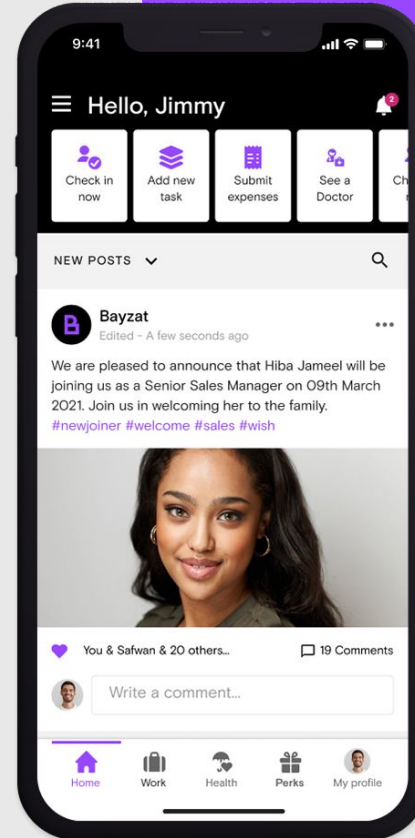 9:41
Hello, Jimmy
2
Check in
now
Add new
task
Submit
expenses
See a
Doctor
Ch
NEW POSTS
B
Bayzat
Edited - A few seconds ago
We are pleased to announce that Hiba Jameel will be
joining us as a Senior Sales Manager on 09th March
2021. Join us in welcoming her to the family.
#newjoiner #welcome #sales #wish
You & Safwan & 20 others...
19 Comments
Write a comment...
Home
Work
Health
Perks
My profile